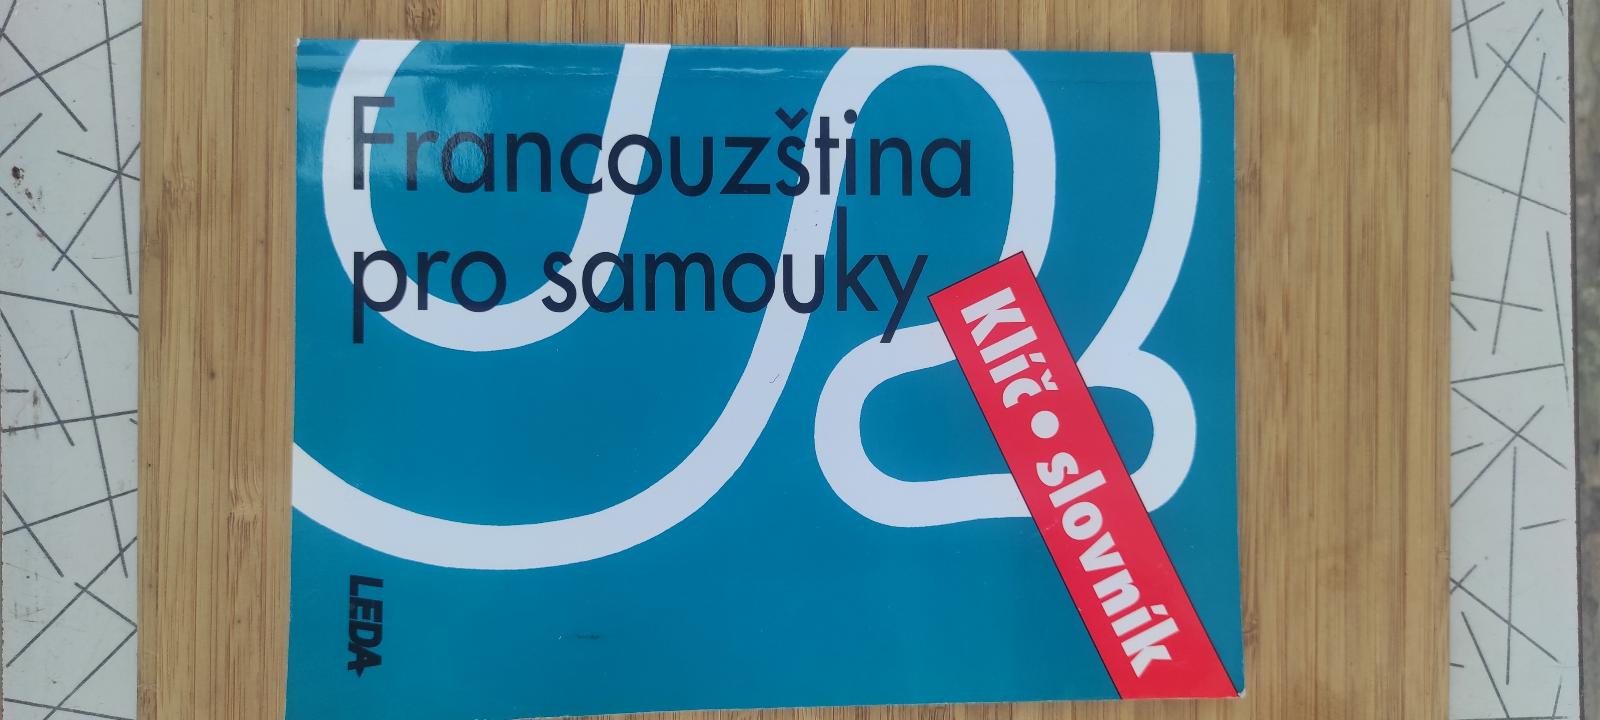 Francouzština
pro samouky
Klíč • slovník
LEDA